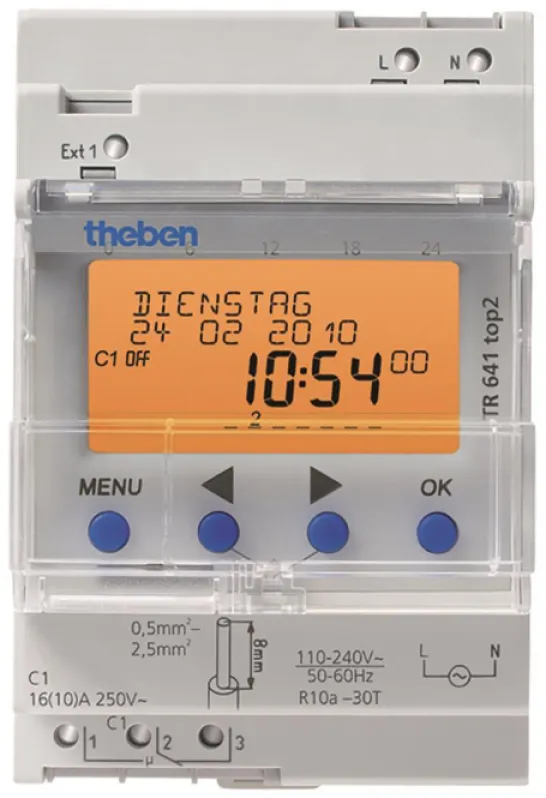 L N
Ext 1
theben
0 6 12 18 24
DIENSTAG
24 02 2010
C1 OFF 10:54 00
2
TR 641 top2
MENU OK
0,5mm²–
2,5mm²
8mm
110-240V~
50-60Hz
R10a –30T
L N
C1
16(10)A 250V~
C1
1 2 3
µ